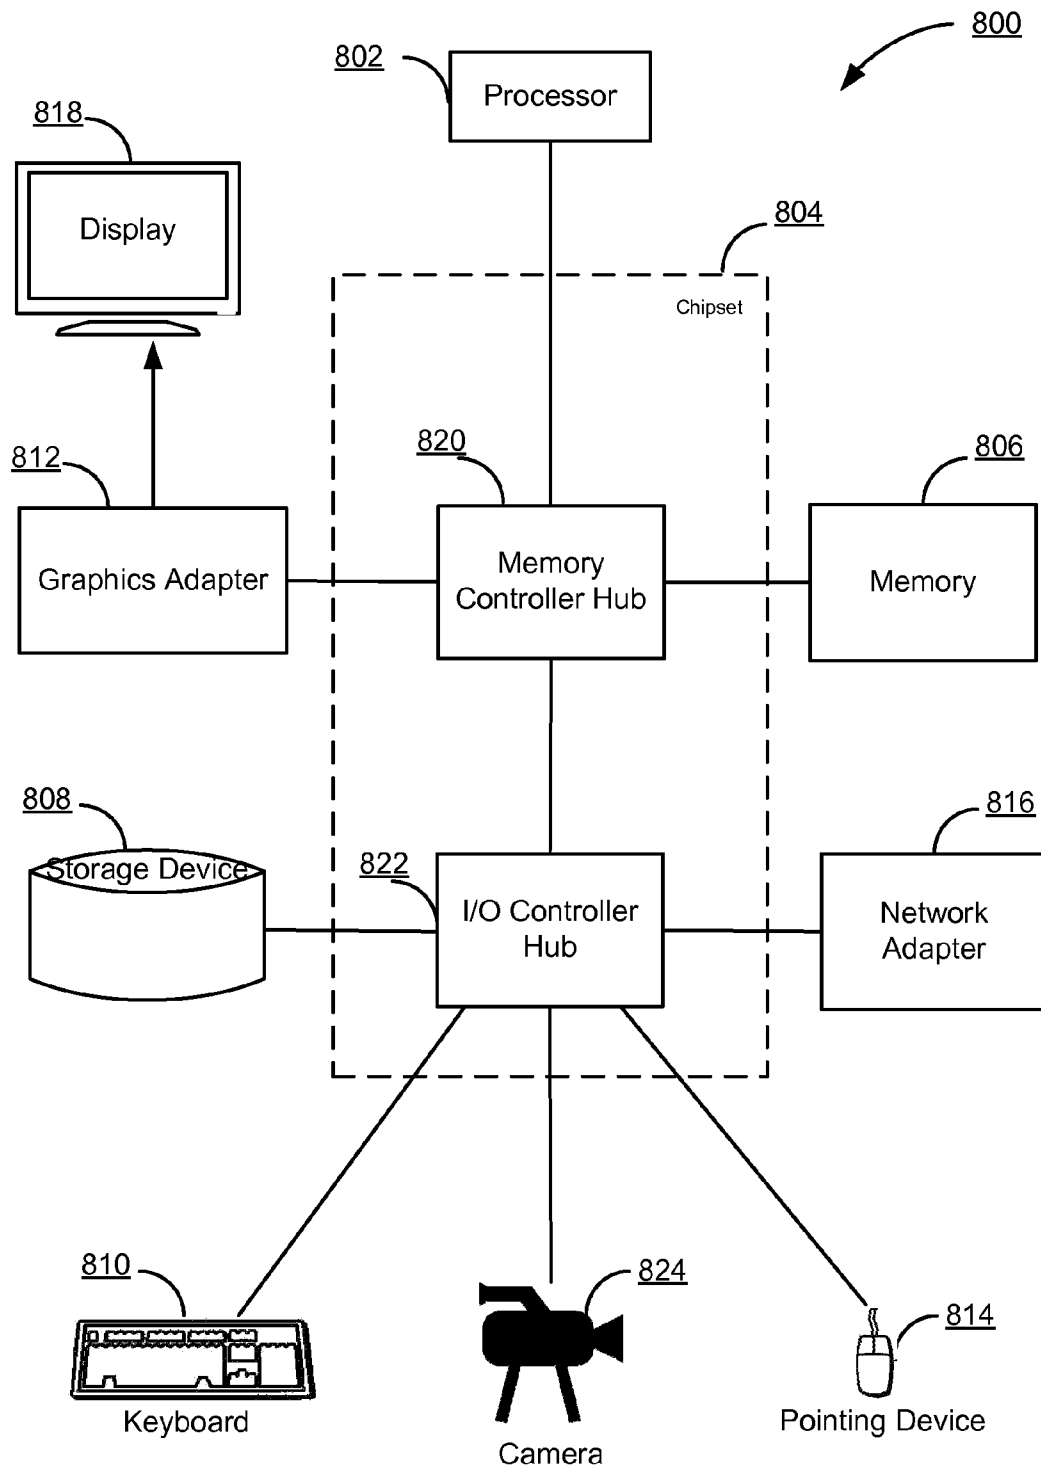 800
802
Processor
818
Display
804
Chipset
812
820
806
Graphics Adapter
Memory
Controller Hub
Memory
808
822
816
Storage Device
I/O Controller
Hub
Network
Adapter
810
824
814
Keyboard
Camera
Pointing Device